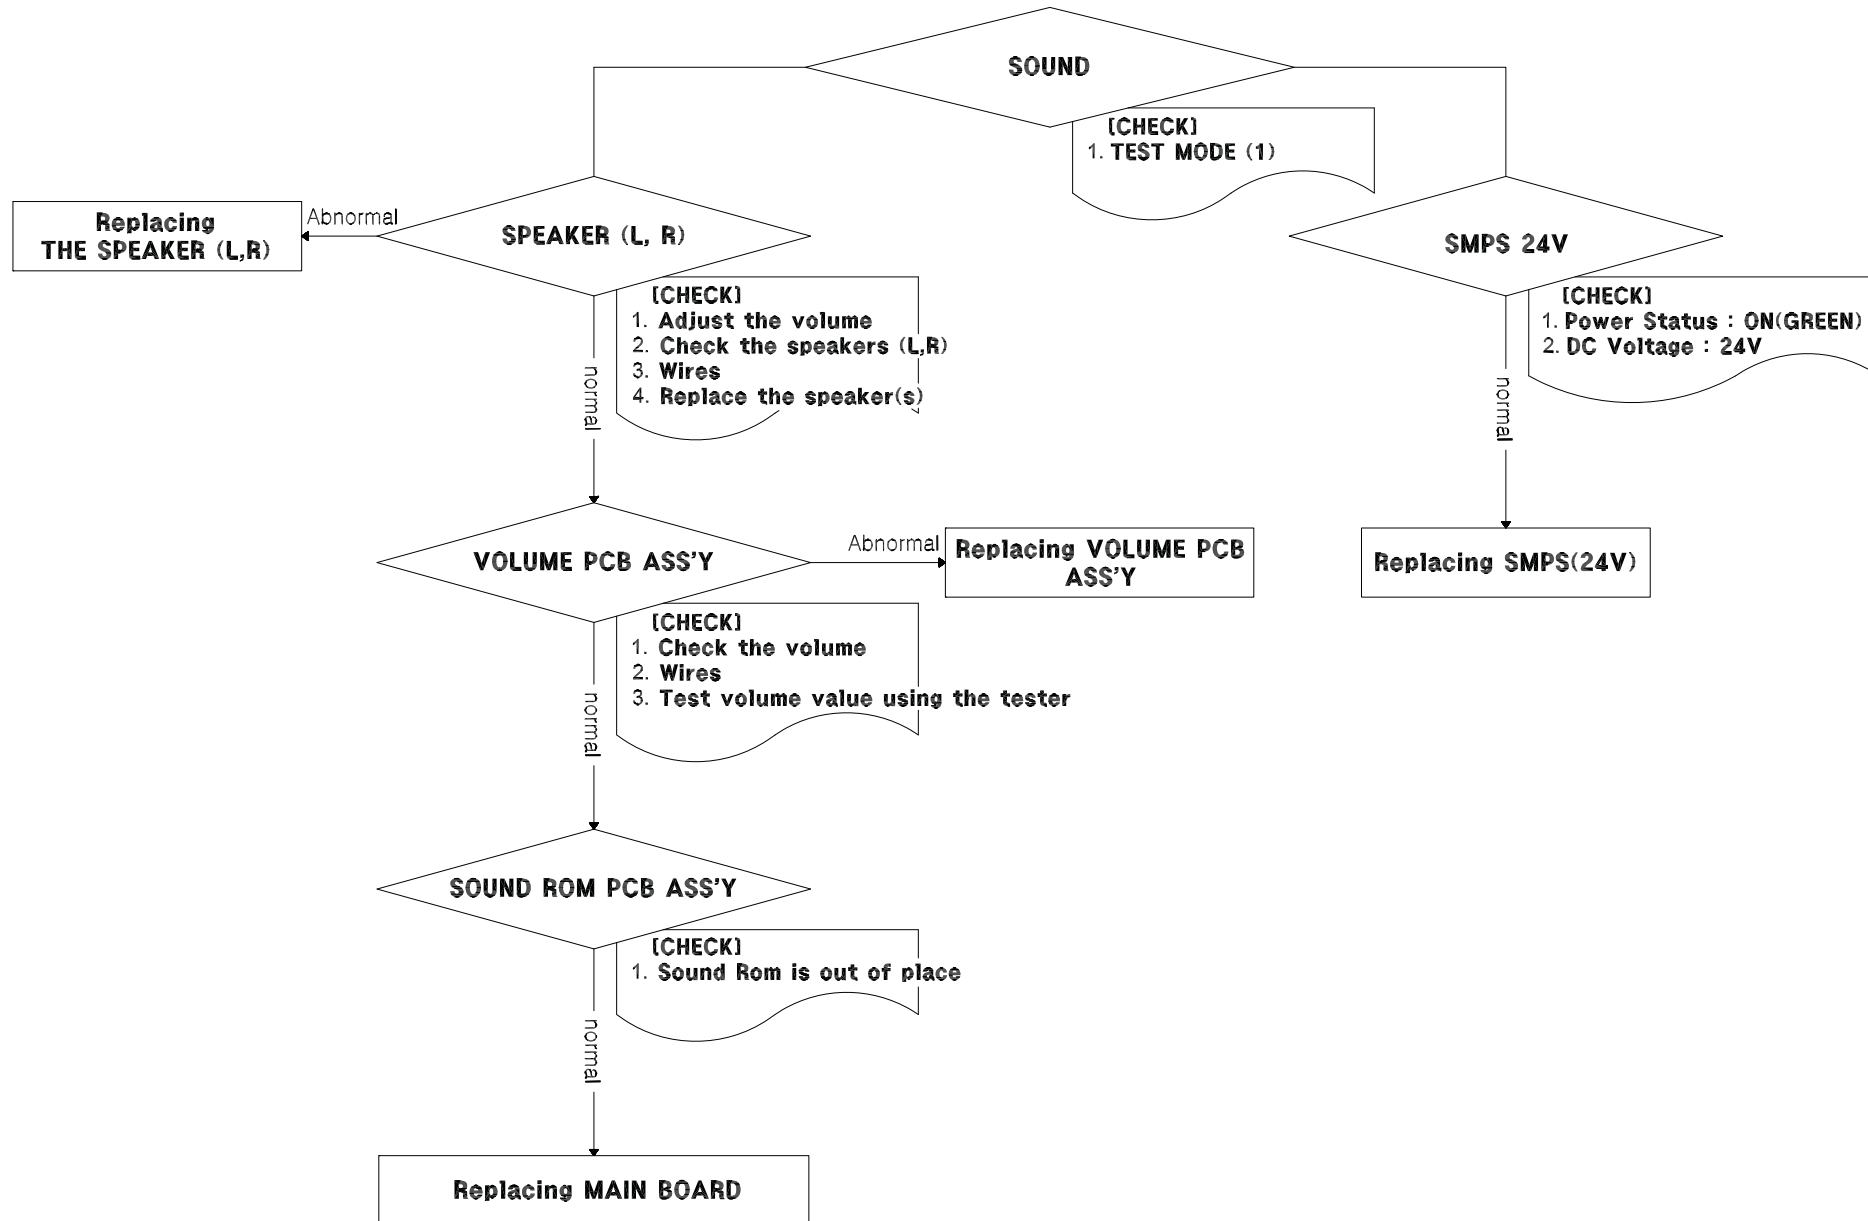 SOUND
[CHECK]
1. TEST MODE (1)
Replacing
THE SPEAKER (L,R)
Abnormal
SPEAKER (L, R)
[CHECK]
1. Adjust the volume
2. Check the speakers (L,R)
3. Wires
4. Replace the speaker(s)
normal
SMPS 24V
[CHECK]
1. Power Status : ON(GREEN)
2. DC Voltage : 24V
normal
VOLUME PCB ASS'Y
Abnormal
Replacing VOLUME PCB
ASS'Y
Replacing SMPS(24V)
[CHECK]
1. Check the volume
2. Wires
3. Test volume value using the tester
normal
SOUND ROM PCB ASS'Y
[CHECK]
1. Sound Rom is out of place
normal
Replacing MAIN BOARD